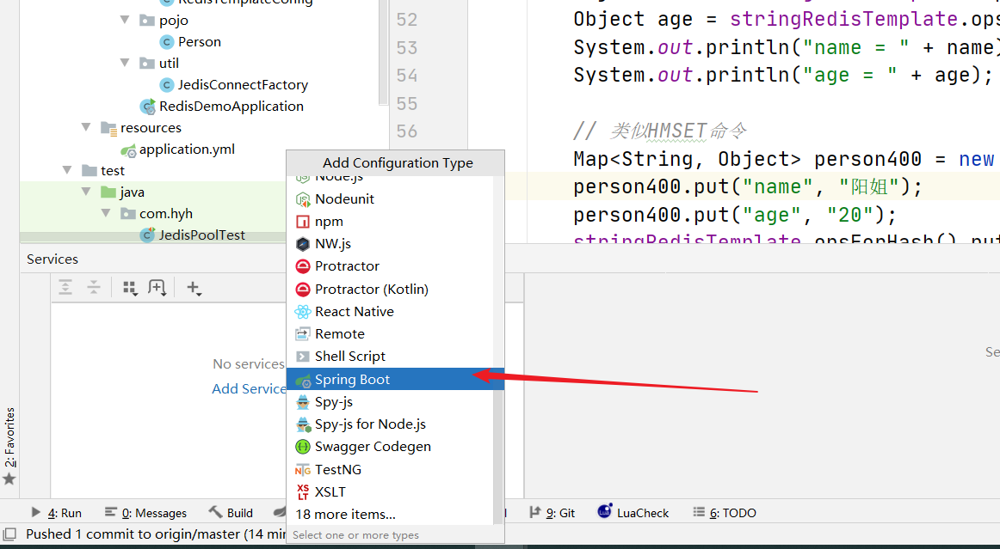 RedisTemplateConfig
pojo
Person
util
JedisConnectFactory
RedisDemoApplication
resources
application.yml
test
java
com.hyh
JedisPoolTest
52
53
54
55
56
Object age = stringRedisTemplate.ops
System.out.println("name = " + name)
System.out.println("age = " + age);
// 类似HMSET命令
Map<String, Object> person400 = new
person400.put("name", "阳姐");
person400.put("age", "20");
stringRedisTemplate.opsForHash().put
Services
No services
Add Service
Se
Add Configuration Type
Node.js
Nodeunit
npm
NW.js
Protractor
Protractor (Kotlin)
React Native
Remote
Shell Script
Spring Boot
Spy-js
Spy-js for Node.js
Swagger Codegen
TestNG
XSLT
18 more items...
Select one or more types
2: Favorites
4: Run
0: Messages
Build
9: Git
LuaCheck
6: TODO
Pushed 1 commit to origin/master (14 min